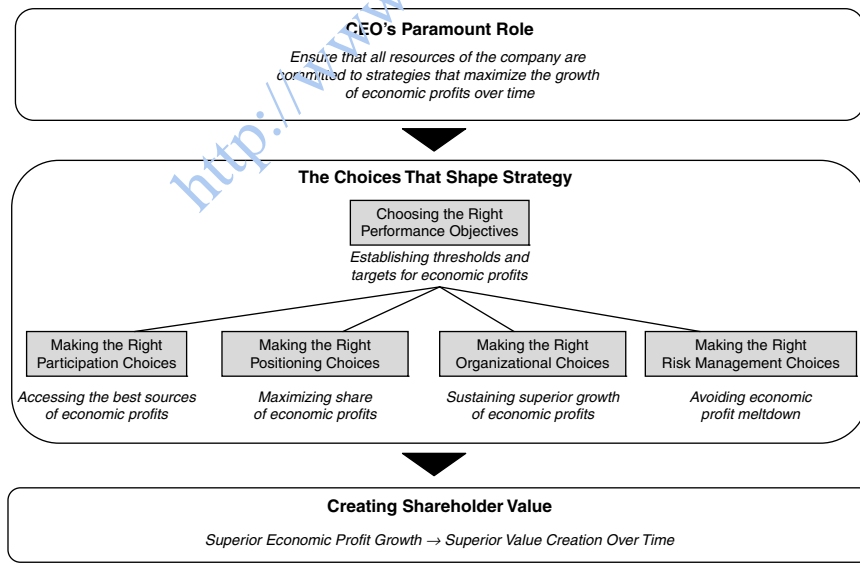 CEO's Paramount Role
Ensure that all resources of the company are
committed to strategies that maximize the growth
of economic profits over time
http://www
The Choices That Shape Strategy
Choosing the Right
Performance Objectives
Establishing thresholds and
targets for economic profits
Making the Right
Participation Choices
Accessing the best sources
of economic profits
Making the Right
Positioning Choices
Maximizing share
of economic profits
Making the Right
Organizational Choices
Sustaining superior growth
of economic profits
Making the Right
Risk Management Choices
Avoiding economic
profit meltdown
Creating Shareholder Value
Superior Economic Profit Growth → Superior Value Creation Over Time